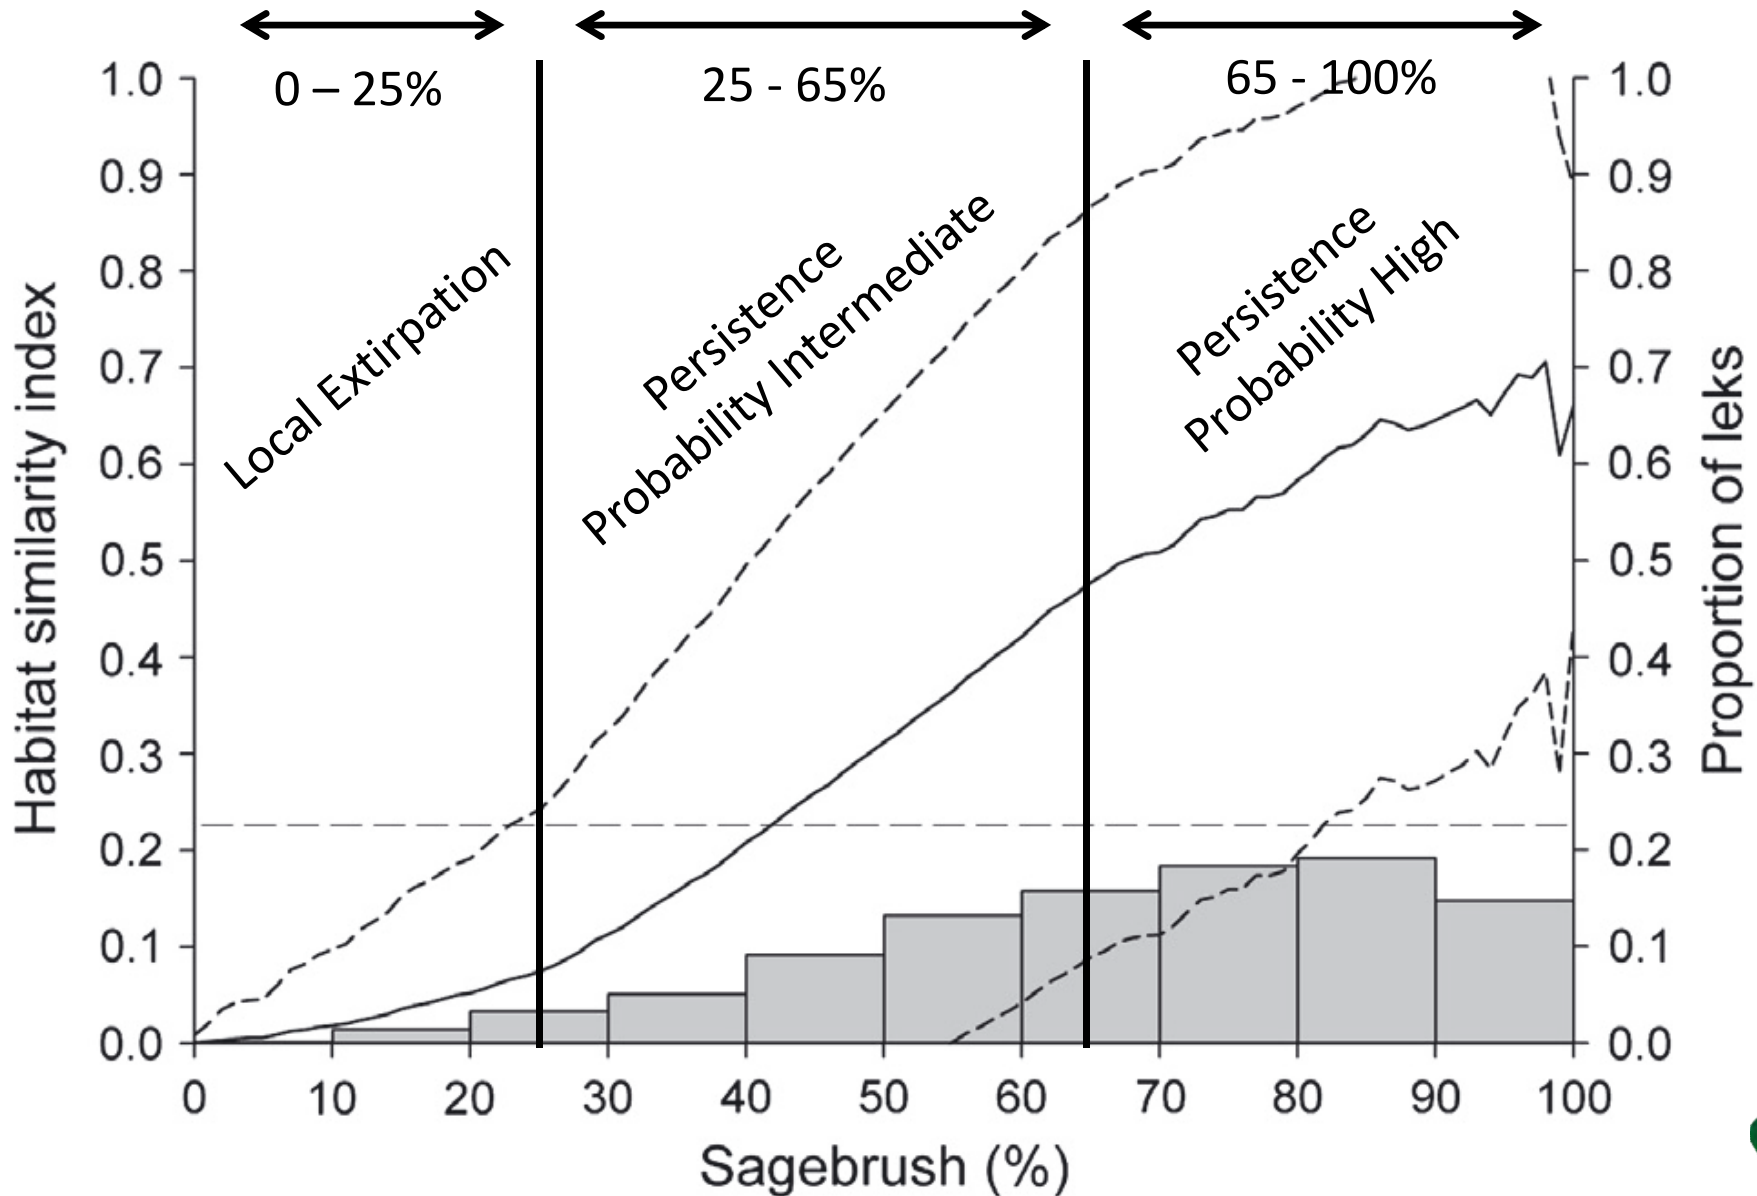 0 – 25%
25 - 65%
65 - 100%
1.0
0.9
0.8
0.7
0.6
0.5
0.4
0.3
0.2
0.1
0.0
Habitat similarity index
Local Extirpation
Persistence
Probability Intermediate
Persistence
Probability High
1.0
0.9
0.8
0.7
0.6
0.5
0.4
0.3
0.2
0.1
0.0
Proportion of leks
0 10 20 30 40 50 60 70 80 90 100
Sagebrush (%)